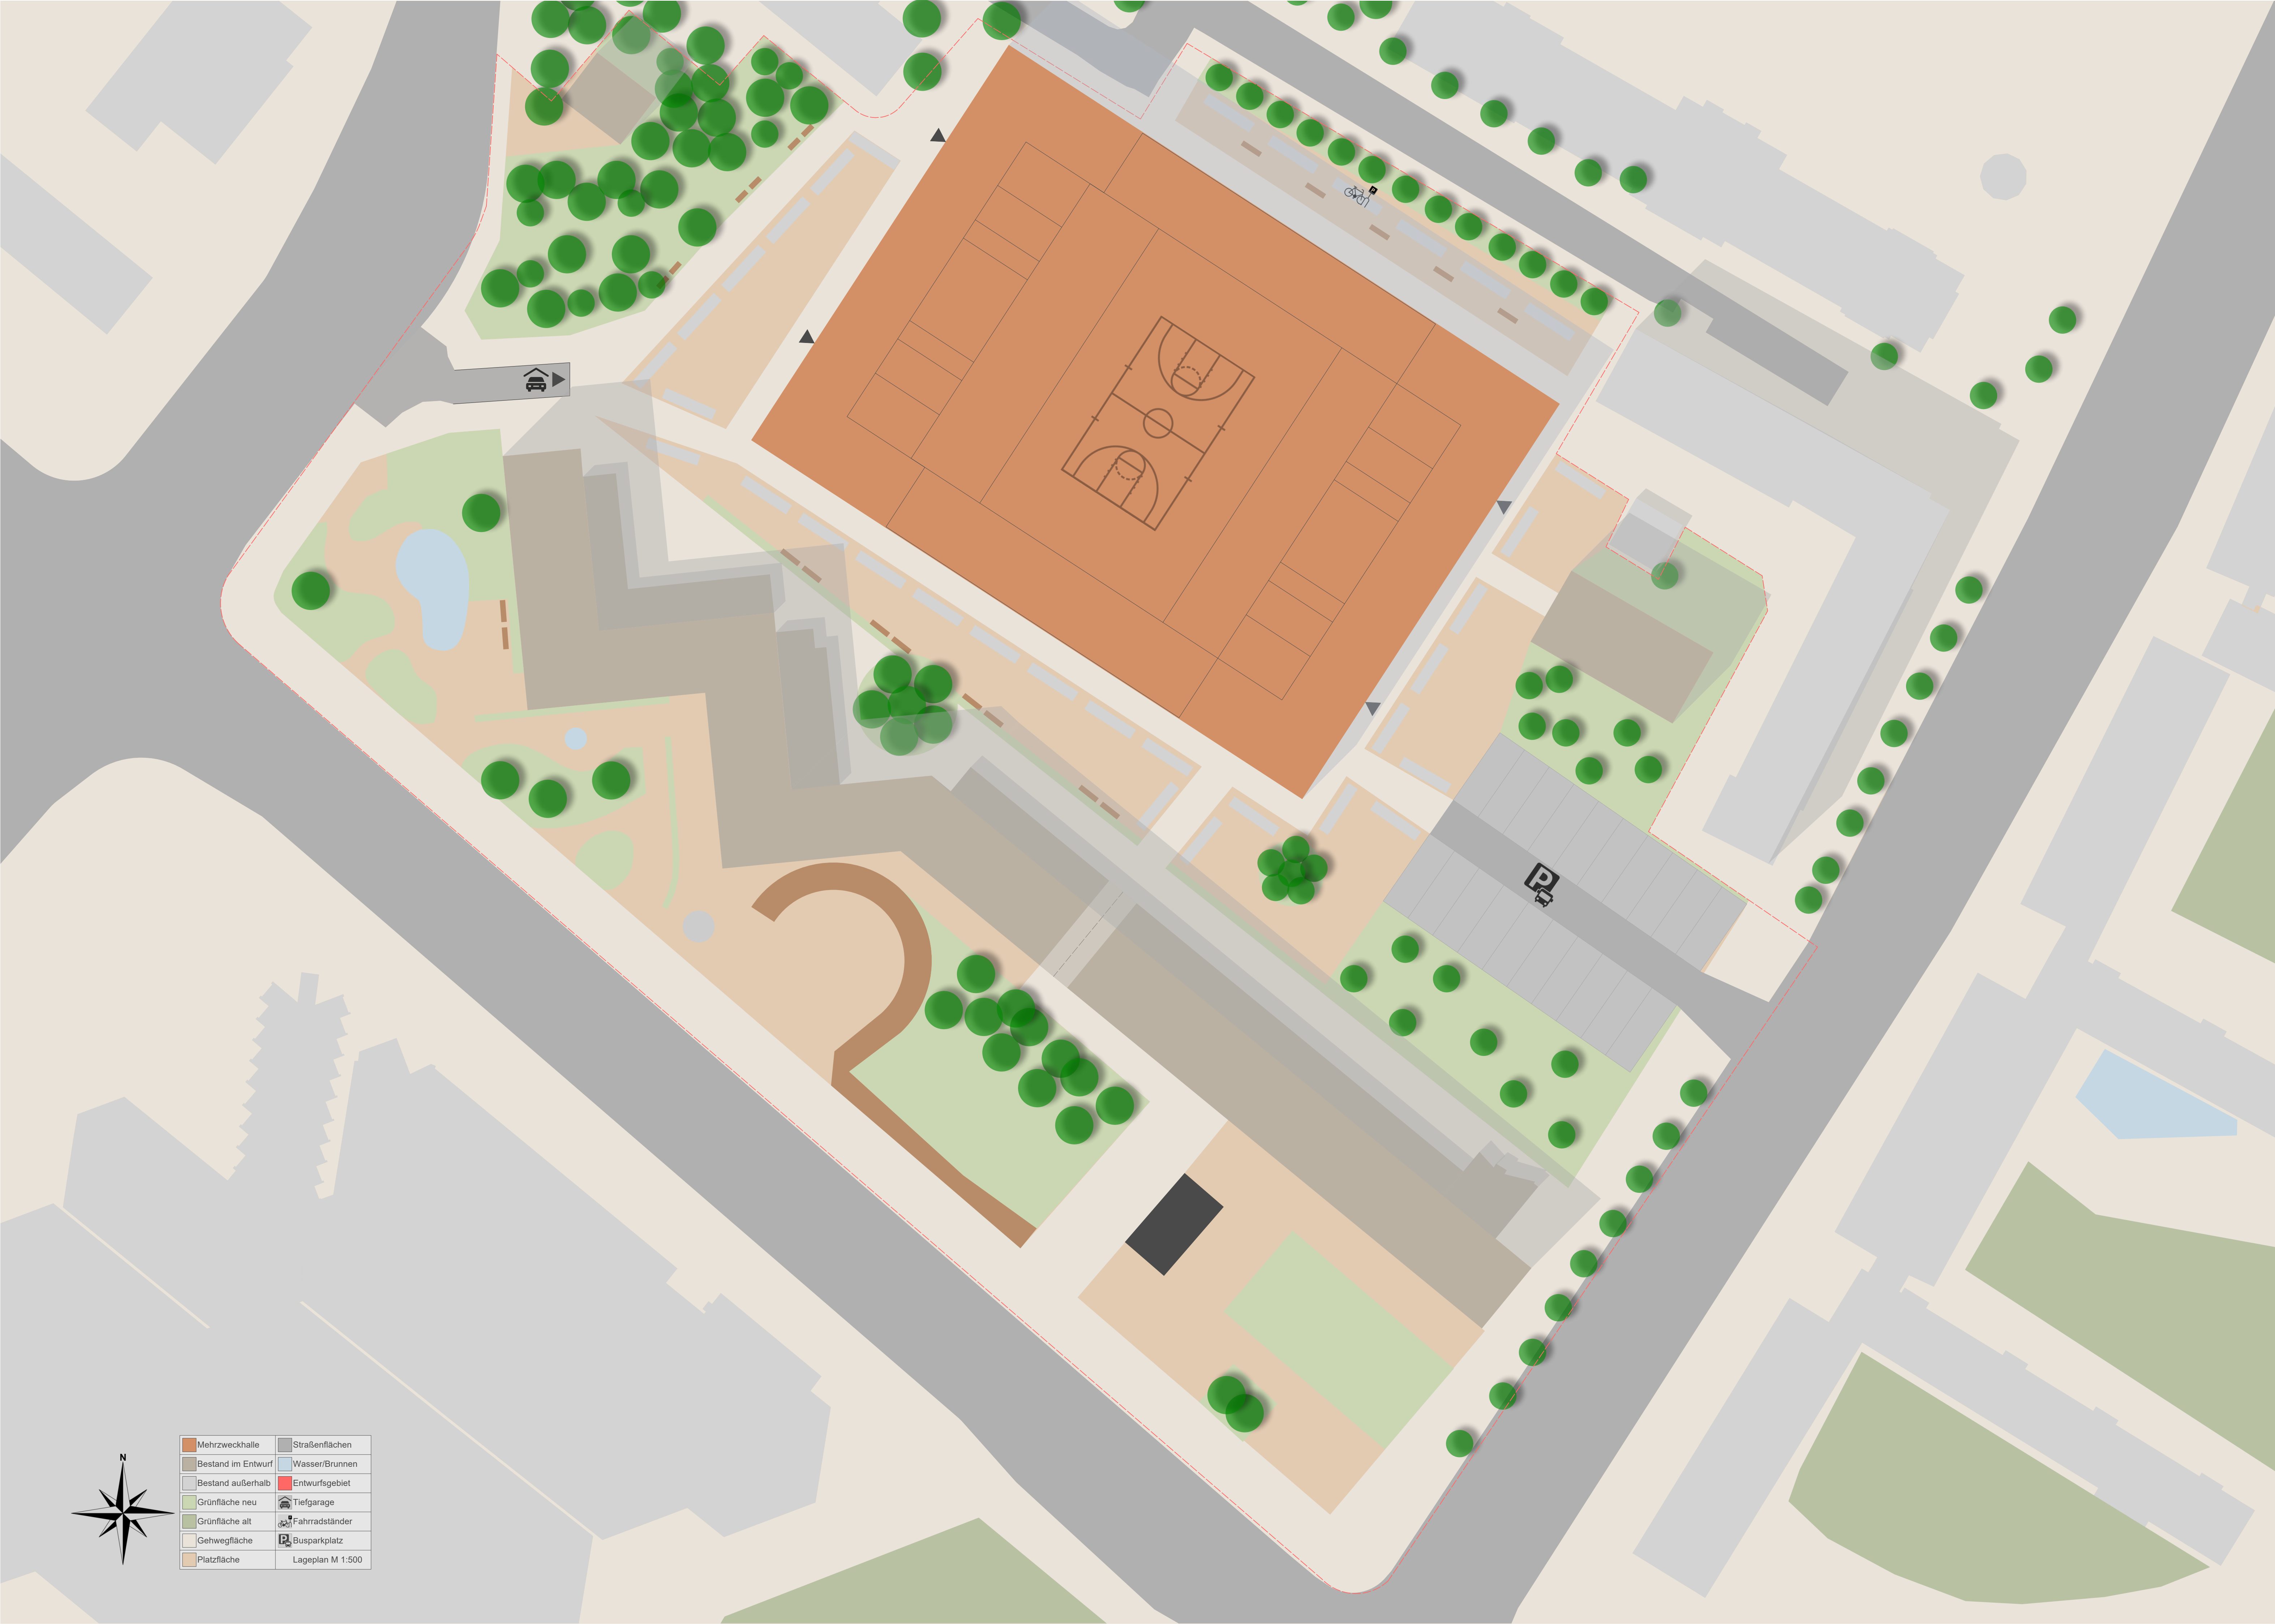 P
N
Mehrzweckhalle Straßenflächen
Bestand im Entwurf Wasser/Brunnen
Bestand außerhalb Entwurfsgebiet
Grünfläche neu Tiefgarage
Grünfläche alt Fahrradständer
Gehwegfläche P Busparkplatz
Platzfläche Lageplan M 1:500